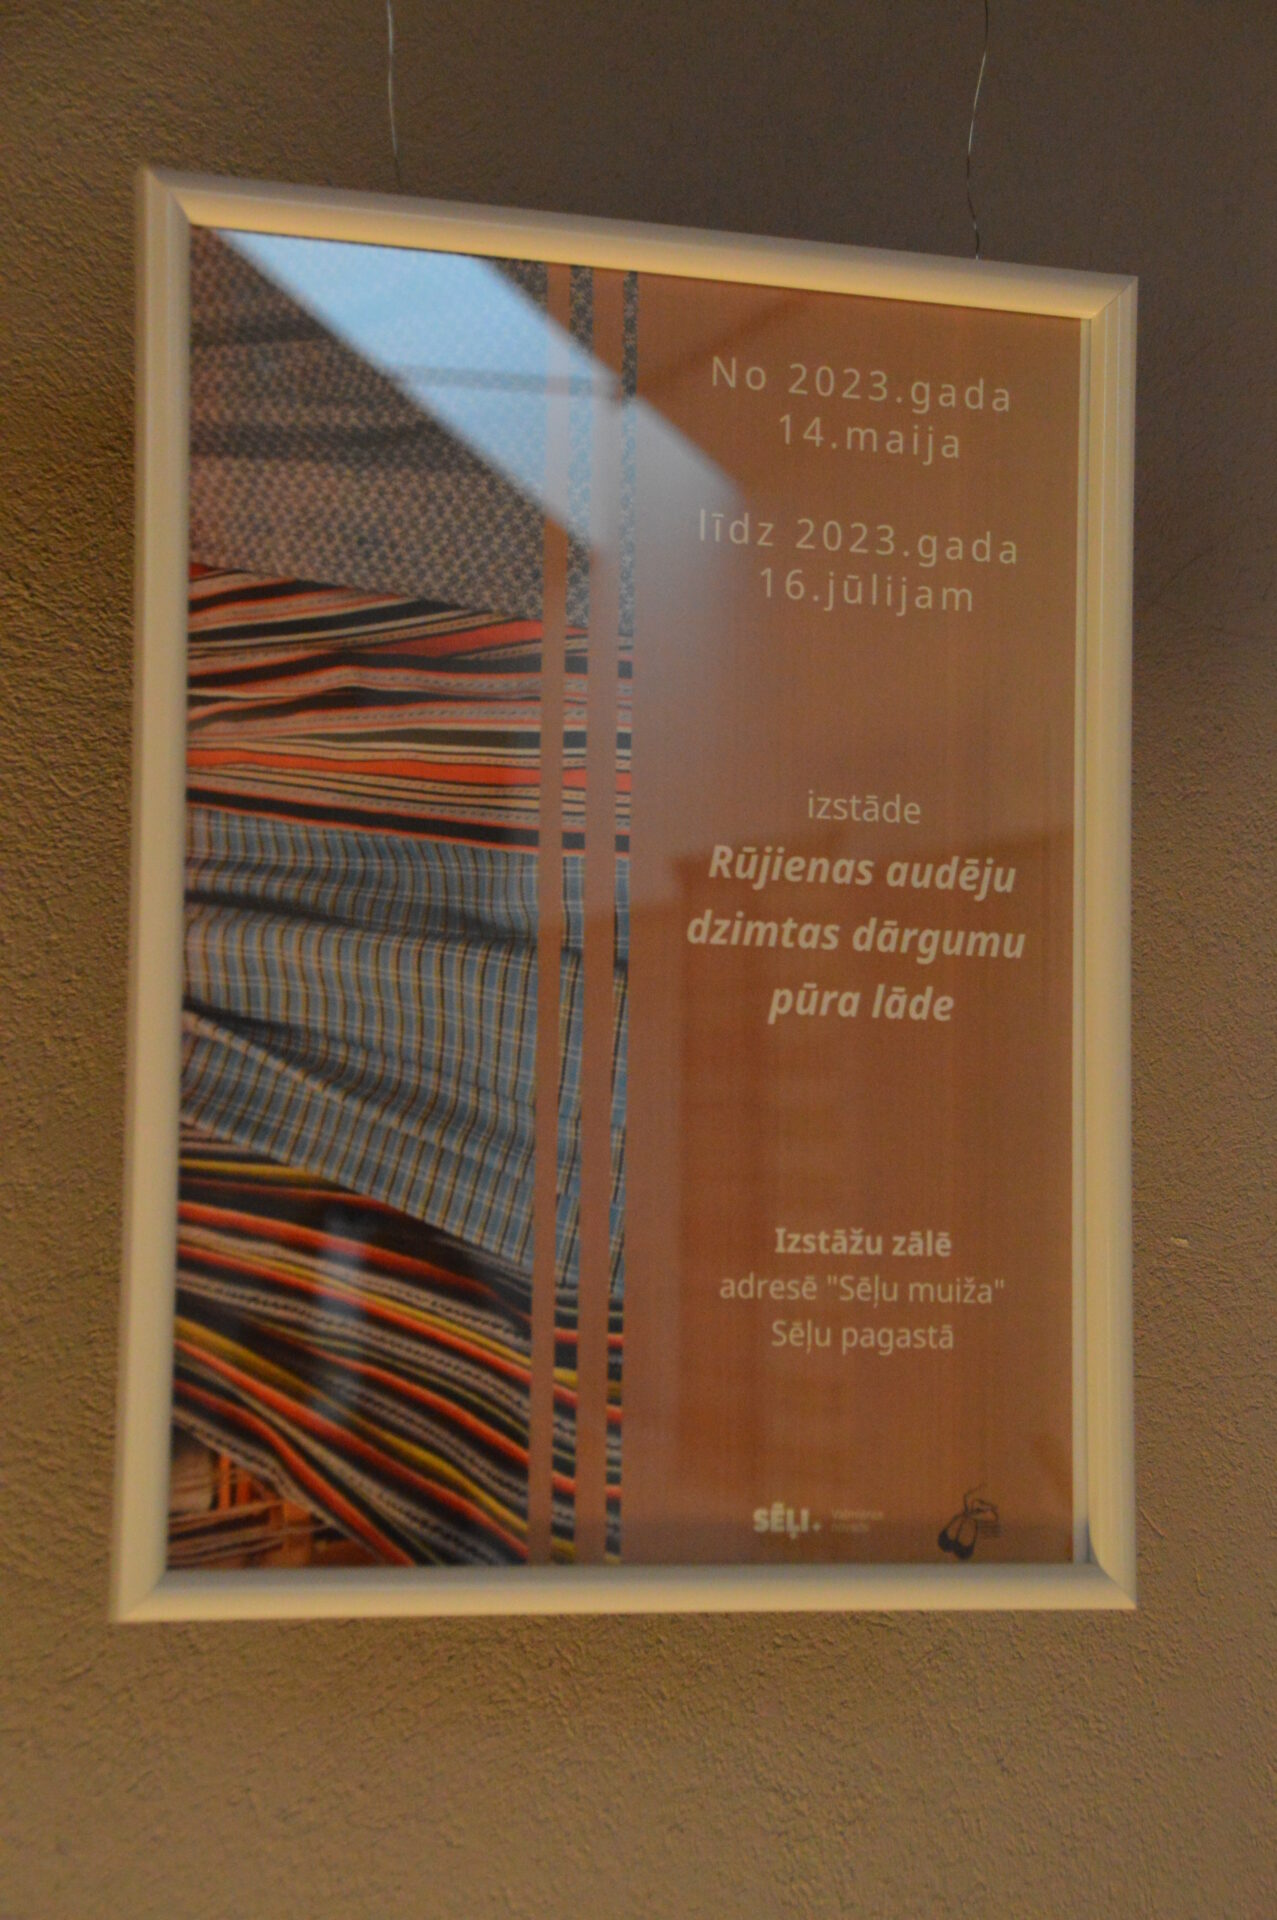 No 2023.gada
14.maija
līdz 2023.gada
16.jūlijam
izstāde
Rūjienas audēju
dzimtas dārgumu
pūra lāde
Izstāžu zālē
adresē "Sēļu muiža"
Sēļu pagastā
SĒĻI.